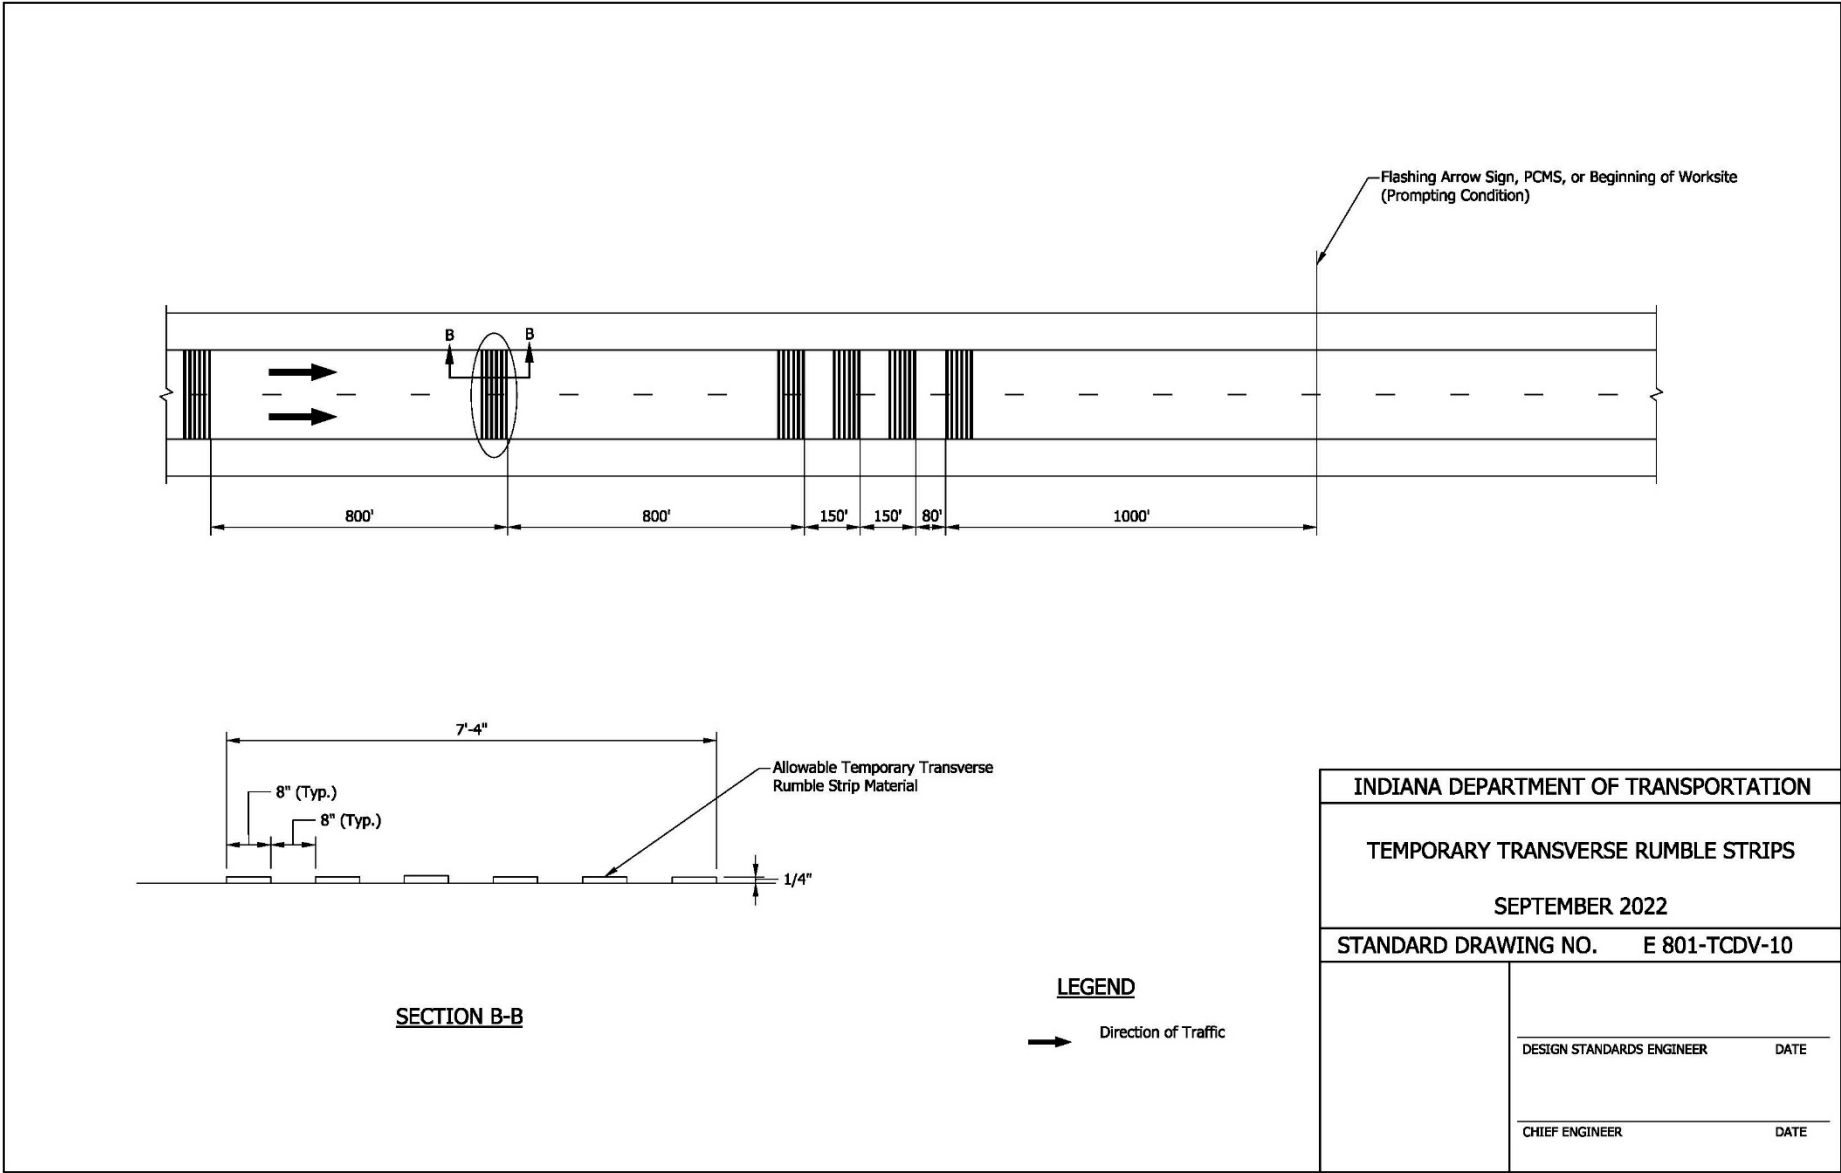 Flashing Arrow Sign, PCMS, or Beginning of Worksite
(Prompting Condition)
B B
800' 800' 150' 150' 80' 1000'
7'-4"
8" (Typ.)
8" (Typ.)
Allowable Temporary Transverse
Rumble Strip Material
1/4"
SECTION B-B
LEGEND
Direction of Traffic
INDIANA DEPARTMENT OF TRANSPORTATION
TEMPORARY TRANSVERSE RUMBLE STRIPS
SEPTEMBER 2022
STANDARD DRAWING NO. E 801-TCDV-10
DESIGN STANDARDS ENGINEER DATE
CHIEF ENGINEER DATE